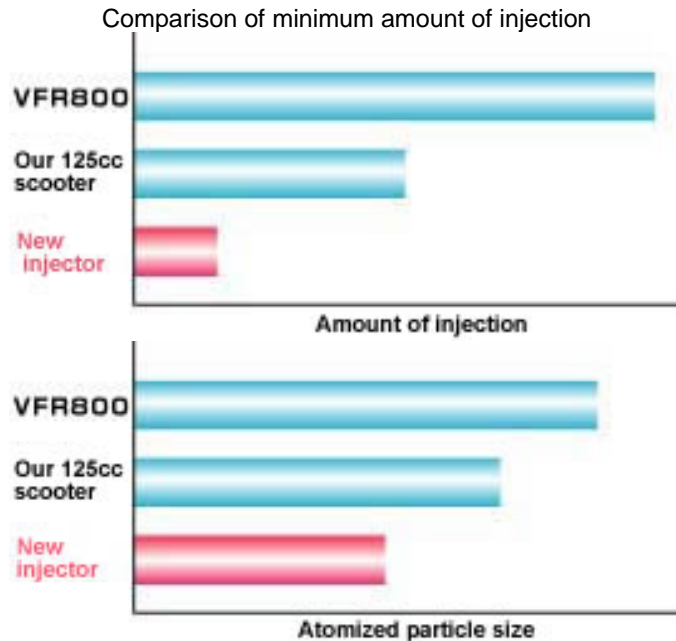 Comparison of minimum amount of injection
VFR800
Our 125cc
scooter
New
injector
Amount of injection
VFR800
Our 125cc
scooter
New
injector
Atomized particle size